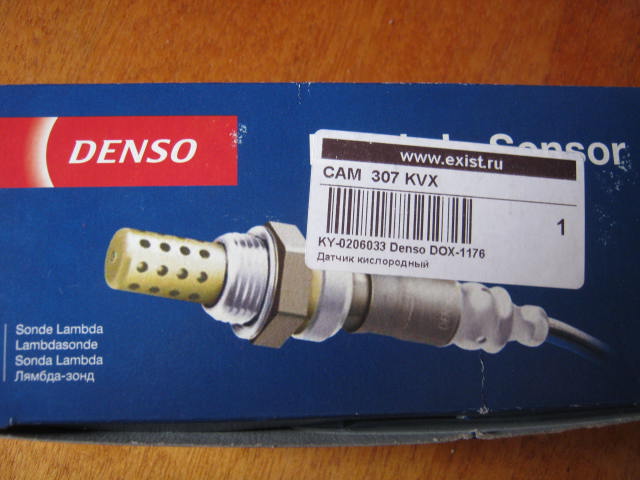 DENSO
Sensor
www.exist.ru
CAM 307 KVX
1
KY-0206033 Denso DOX-1176
Датчик кислородный
Sonde Lambda
Lambdasonde
Sonda Lambda
Лямбда-зонд